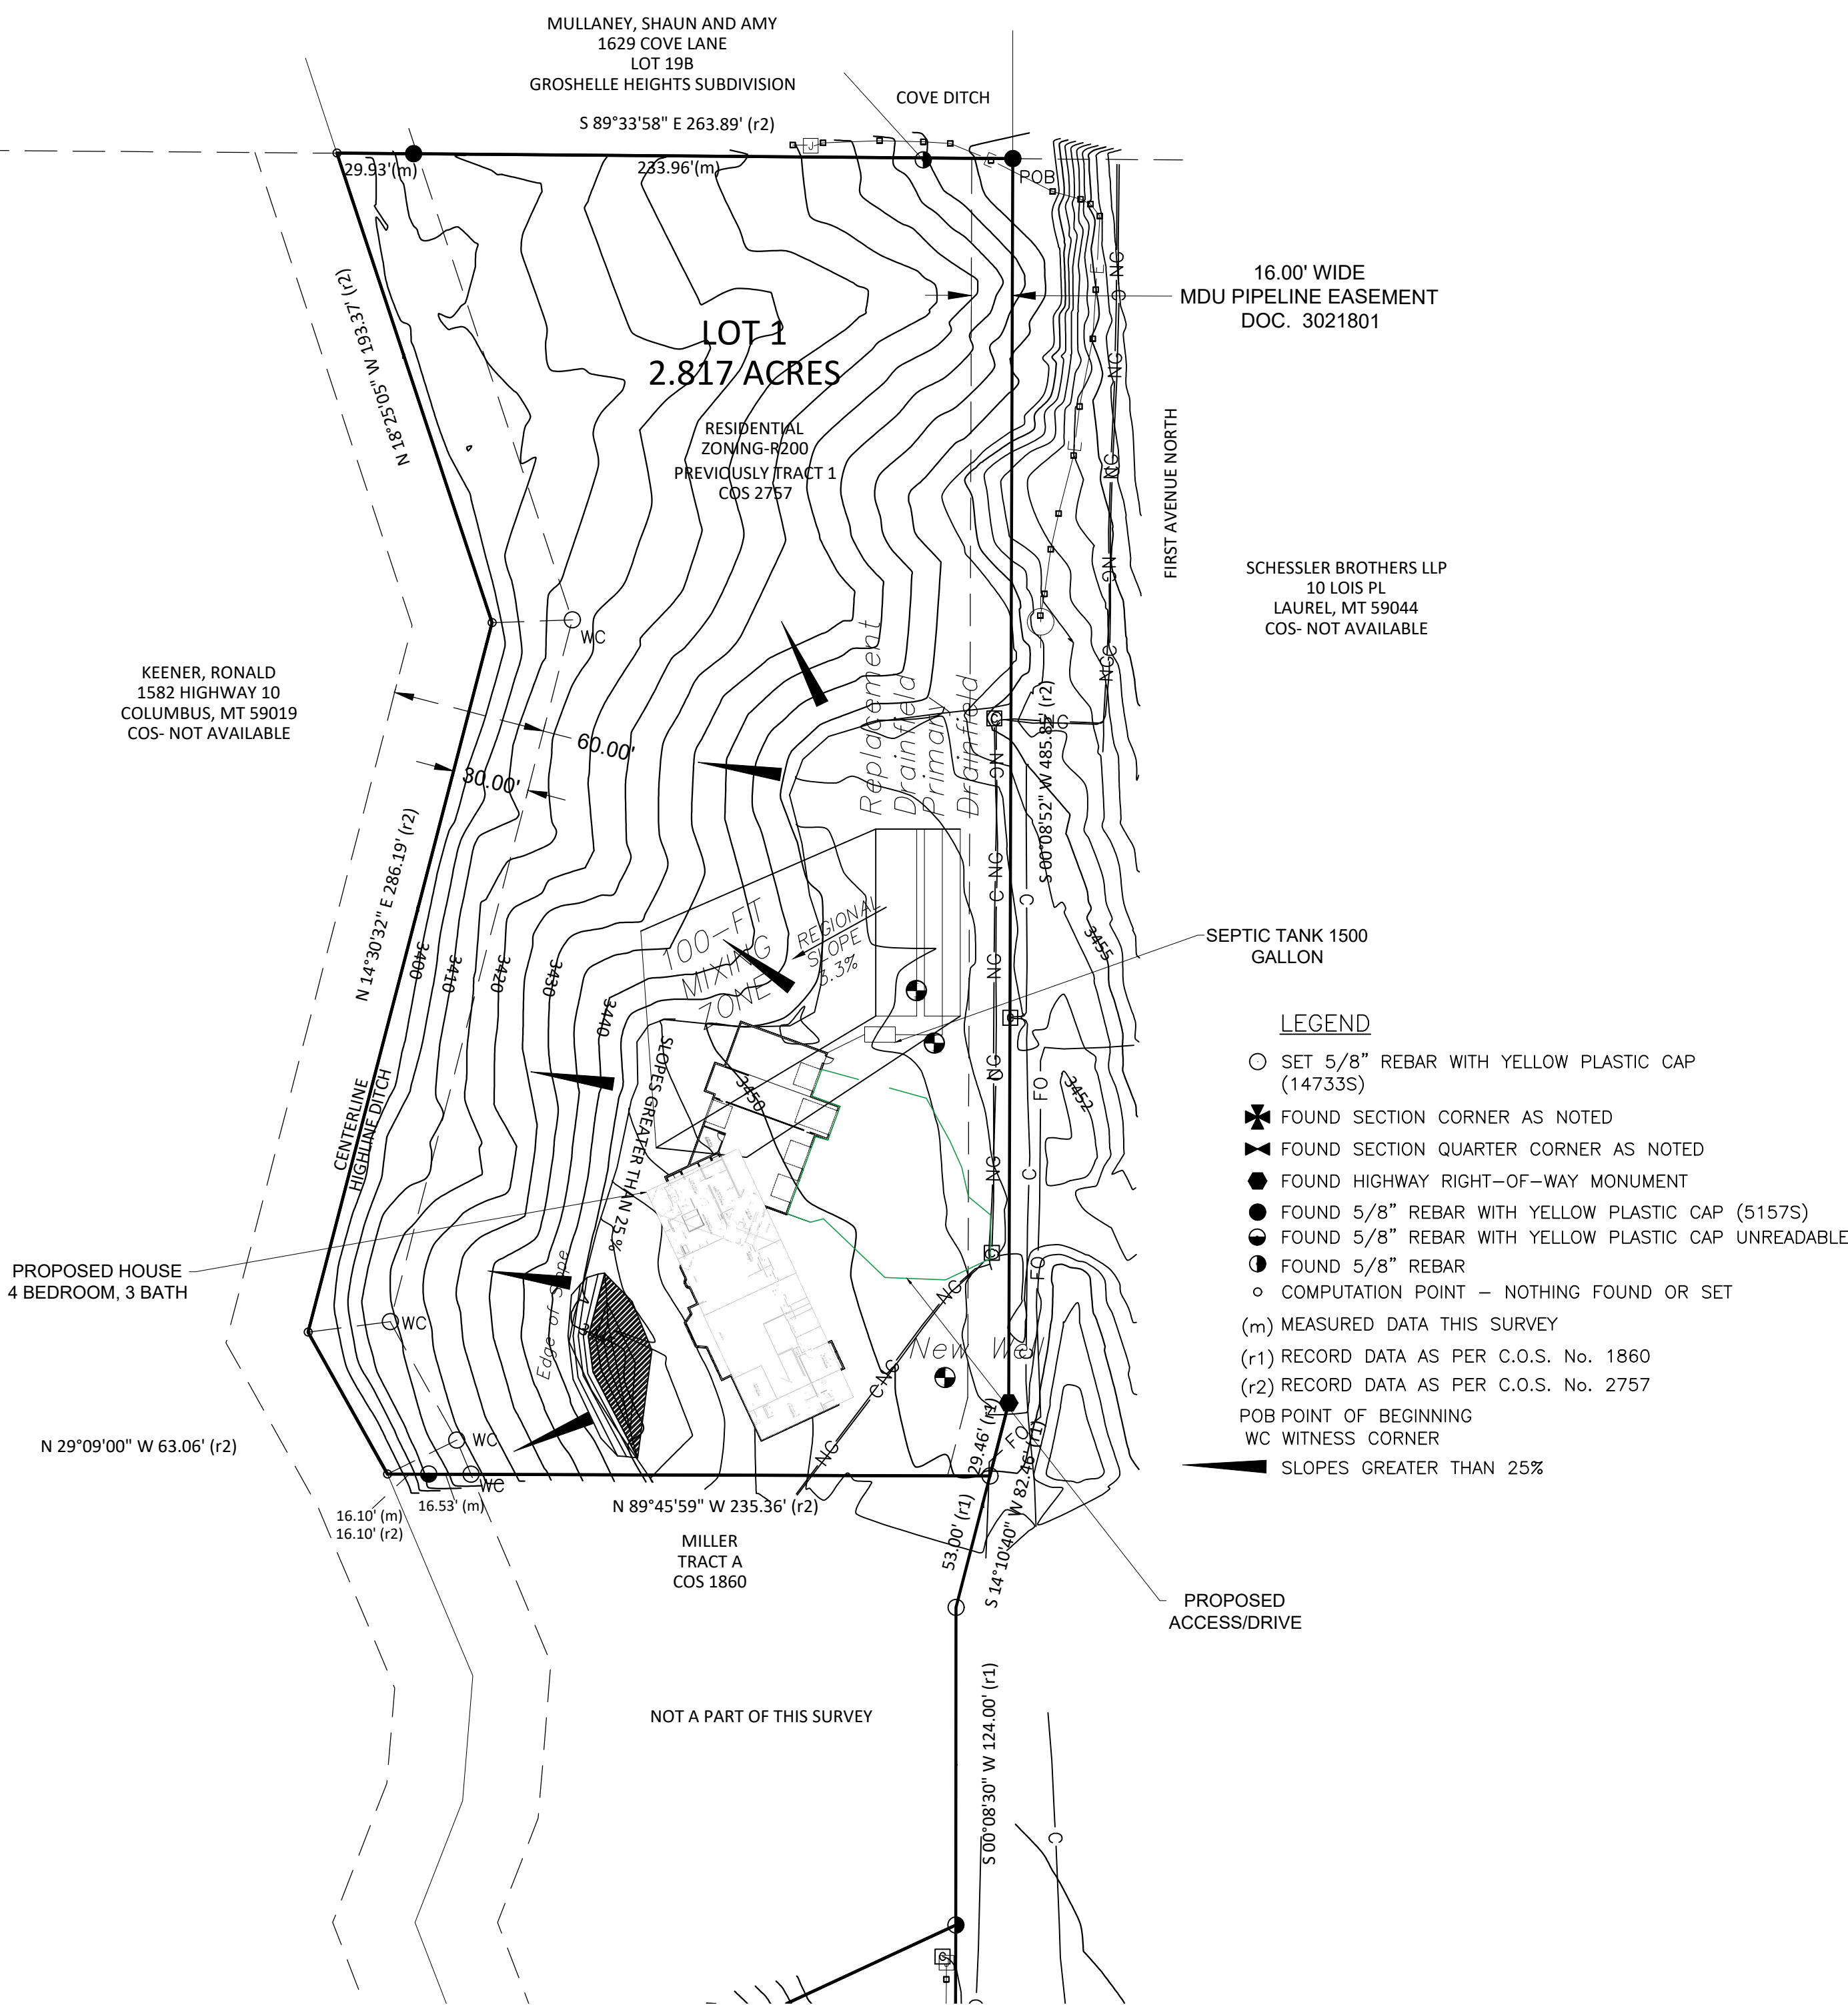 MULLANEY, SHAUN AND AMY
1629 COVE LANE
LOT 19B
GROSHELLE HEIGHTS SUBDIVISION
COVE DITCH
S 89°33'58" E 263.89' (r2)
29.93'(m)
233.96'(m)
POB
J
E
16.00' WIDE
MDU PIPELINE EASEMENT
DOC. 3021801
LOT 1
2.817 ACRES
RESIDENTIAL
ZONING-R200
PREVIOUSLY TRACT 1
COS 2757
N 18°25'05" W 193.37' (r2)
FIRST AVENUE NORTH
SCHESSLER BROTHERS LLP
10 LOIS PL
LAUREL, MT 59044
COS- NOT AVAILABLE
WC
KEENER, RONALD
1582 HIGHWAY 10
COLUMBUS, MT 59019
COS- NOT AVAILABLE
60.00'
30.00'
Replacement
Drainfield
Primary
Drainfield
S 00°08'52" W 485.85' (r2)
N 14°30'32" E 286.19' (r2)
3400
3410
3420
3430
3440
3450
3455
3452
100-FT
MIXING
ZONE
REGIONAL
SLOPE
3.3%
SEPTIC TANK 1500
GALLON
SLOPES GREATER THAN 25%
CENTERLINE
HIGHLINE DITCH
NG
C
FO
PROPOSED HOUSE
4 BEDROOM, 3 BATH
Edge of Slope
New Well
WC
WC
WC
N 29°09'00" W 63.06' (r2)
16.10' (m)
16.10' (r2)
16.53' (m)
N 89°45'59" W 235.36' (r2)
29.46' (r1)
53.00' (r1)
S 14°10'40" W 82.46' (r1)
MILLER
TRACT A
COS 1860
PROPOSED
ACCESS/DRIVE
NOT A PART OF THIS SURVEY
S 00°08'30" W 124.00' (r1)
LEGEND
SET 5/8" REBAR WITH YELLOW PLASTIC CAP
(14733S)
FOUND SECTION CORNER AS NOTED
FOUND SECTION QUARTER CORNER AS NOTED
FOUND HIGHWAY RIGHT-OF-WAY MONUMENT
FOUND 5/8" REBAR WITH YELLOW PLASTIC CAP (5157S)
FOUND 5/8" REBAR WITH YELLOW PLASTIC CAP UNREADABLE
FOUND 5/8" REBAR
COMPUTATION POINT - NOTHING FOUND OR SET
(m) MEASURED DATA THIS SURVEY
(r1) RECORD DATA AS PER C.O.S. No. 1860
(r2) RECORD DATA AS PER C.O.S. No. 2757
POB POINT OF BEGINNING
WC WITNESS CORNER
SLOPES GREATER THAN 25%